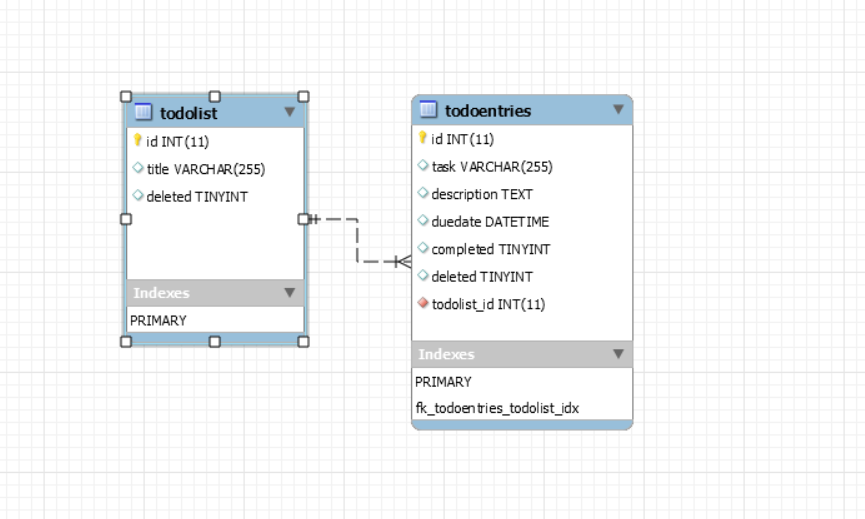 todolist
id INT(11)
title VARCHAR(255)
deleted TINYINT
Indexes
PRIMARY
todoentries
id INT(11)
task VARCHAR(255)
description TEXT
duedate DATETIME
completed TINYINT
deleted TINYINT
todolist_id INT(11)
Indexes
PRIMARY
fk_todoentries_todolist_idx